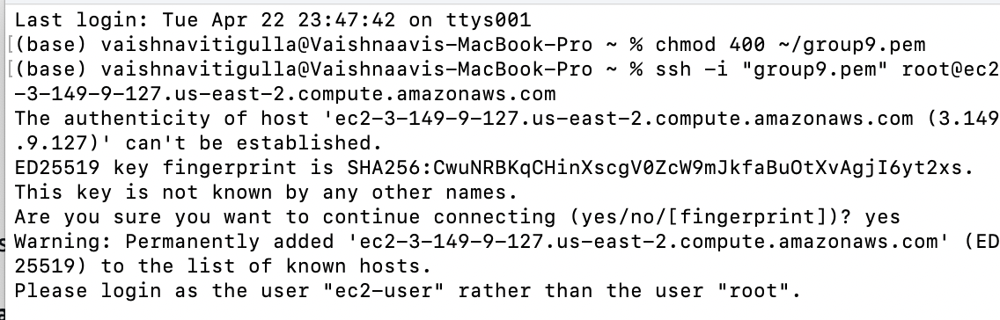 Last login: Tue Apr 22 23:47:42 on ttys001
[(base) vaishnavitigulla@Vaishnaavis-MacBook-Pro ~ % chmod 400 ~/group9.pem
[(base) vaishnavitigulla@Vaishnaavis-MacBook-Pro ~ % ssh -i "group9.pem" root@ec2
-3-149-9-127.us-east-2.compute.amazonaws.com
The authenticity of host 'ec2-3-149-9-127.us-east-2.compute.amazonaws.com (3.149
.9.127)' can't be established.
ED25519 key fingerprint is SHA256:CwuNRBKqCHinXscgV0ZcW9mJkfaBuOtXvAgjI6yt2xs.
This key is not known by any other names.
Are you sure you want to continue connecting (yes/no/[fingerprint])? yes
Warning: Permanently added 'ec2-3-149-9-127.us-east-2.compute.amazonaws.com' (ED
25519) to the list of known hosts.
Please login as the user "ec2-user" rather than the user "root".